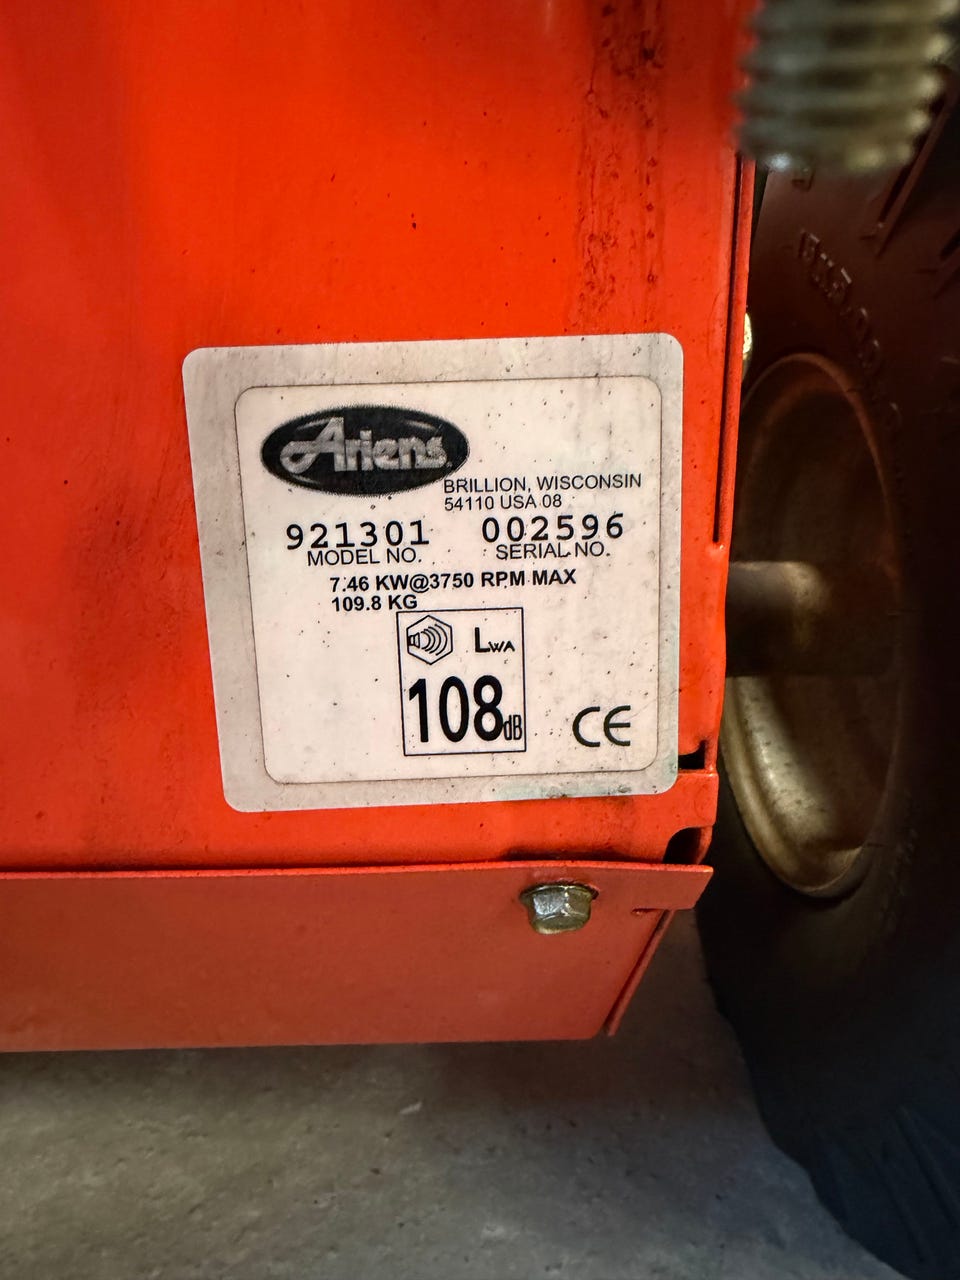 Ariens
BRILLION, WISCONSIN
54110 USA 08
921301 002596
MODEL NO. SERIAL NO.
7.46 KW@3750 RPM MAX
109.8 KG
LWA
108dB
CE